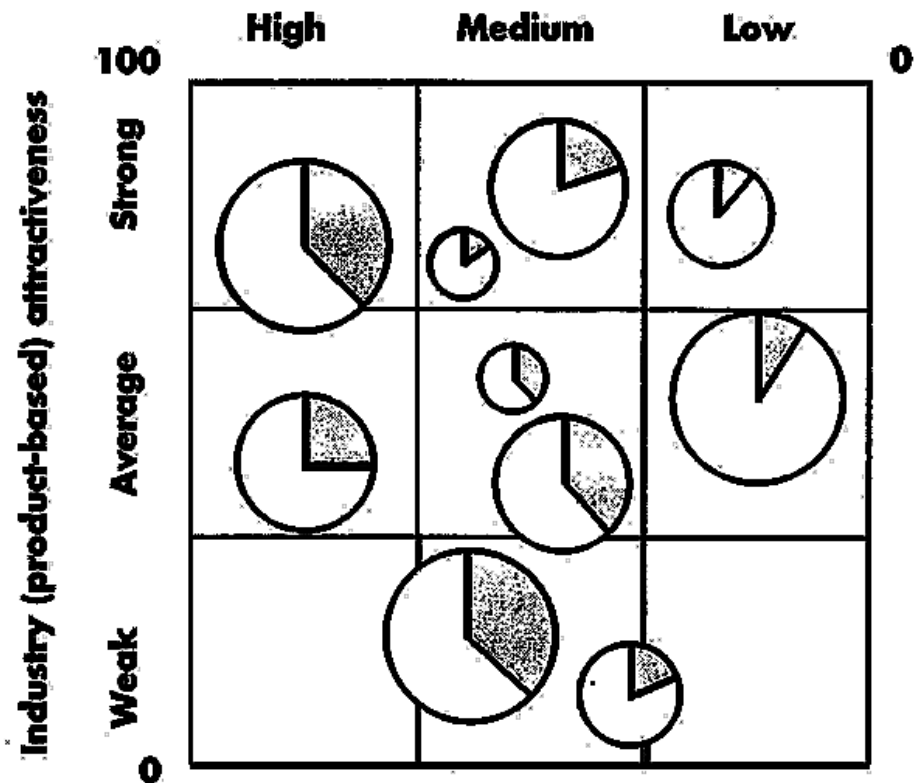 High Medium Low
100 0
Industry (product-based) attractiveness
Strong
Average
Weak
0